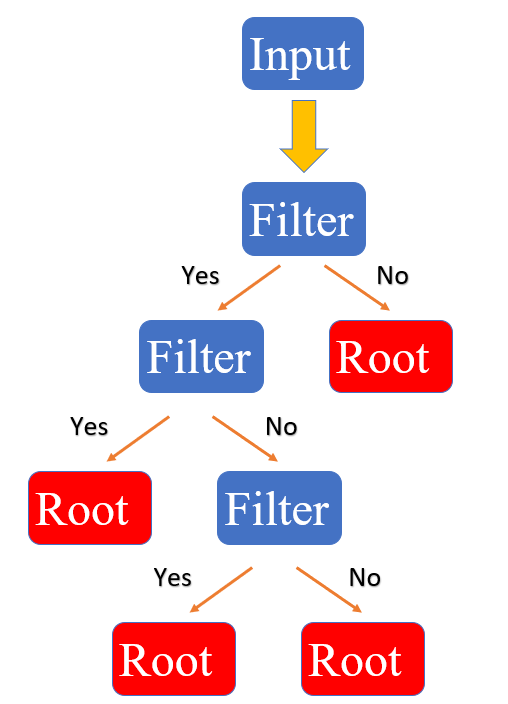 Input
Filter
Yes
No
Filter
Root
Yes
No
Root
Filter
Yes
No
Root
Root